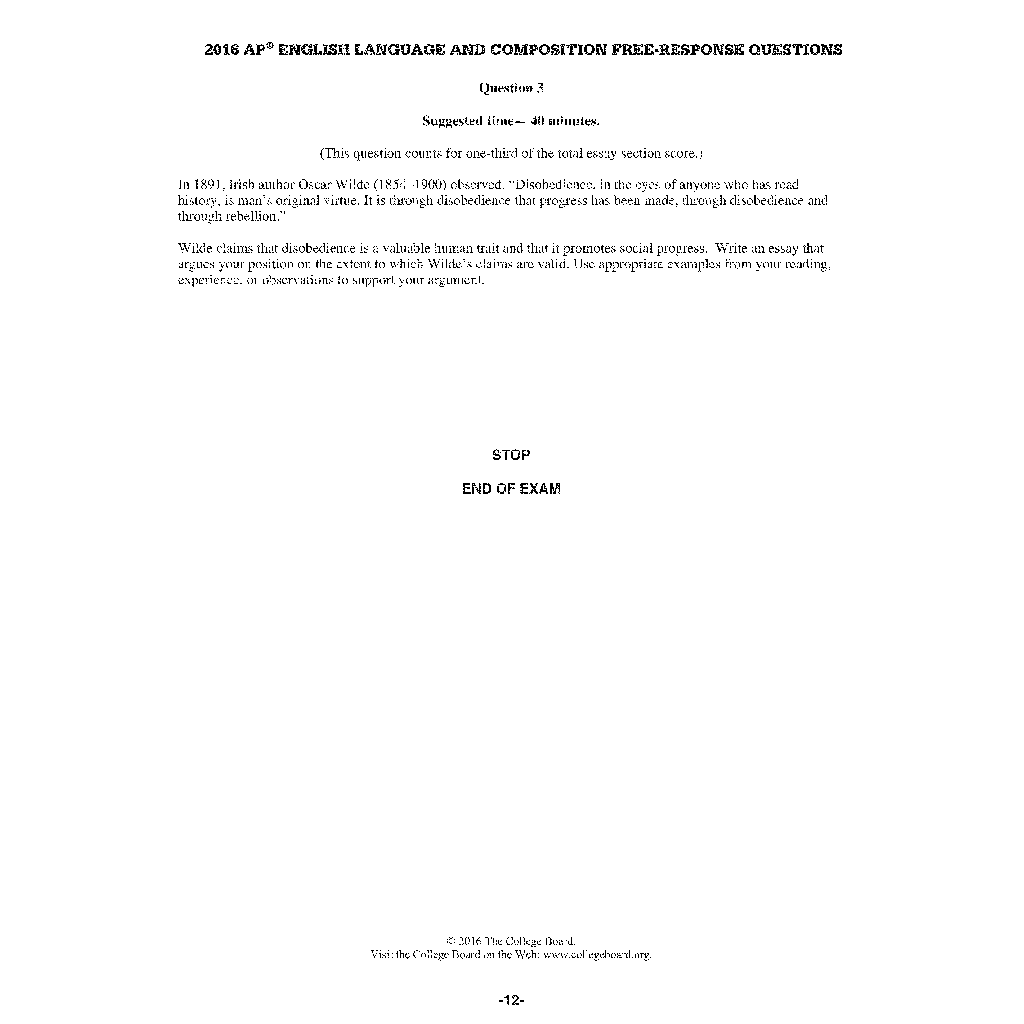 2016 AP® ENGLISH LANGUAGE AND COMPOSITION FREE-RESPONSE QUESTIONS
Question 3
Suggested time— 40 minutes.
(This question counts for one-third of the total essay section score.)
In 1891, Irish author Oscar Wilde (1854–1900) observed, “Disobedience, in the eyes of anyone who has read
history, is man’s original virtue. It is through disobedience that progress has been made, through disobedience and
through rebellion.”
Wilde claims that disobedience is a valuable human trait and that it promotes social progress. Write an essay that
argues your position on the extent to which Wilde’s claims are valid. Use appropriate examples from your reading,
experience, or observations to support your argument.
STOP
END OF EXAM
© 2016 The College Board.
Visit the College Board on the Web: www.collegeboard.org.
-12-